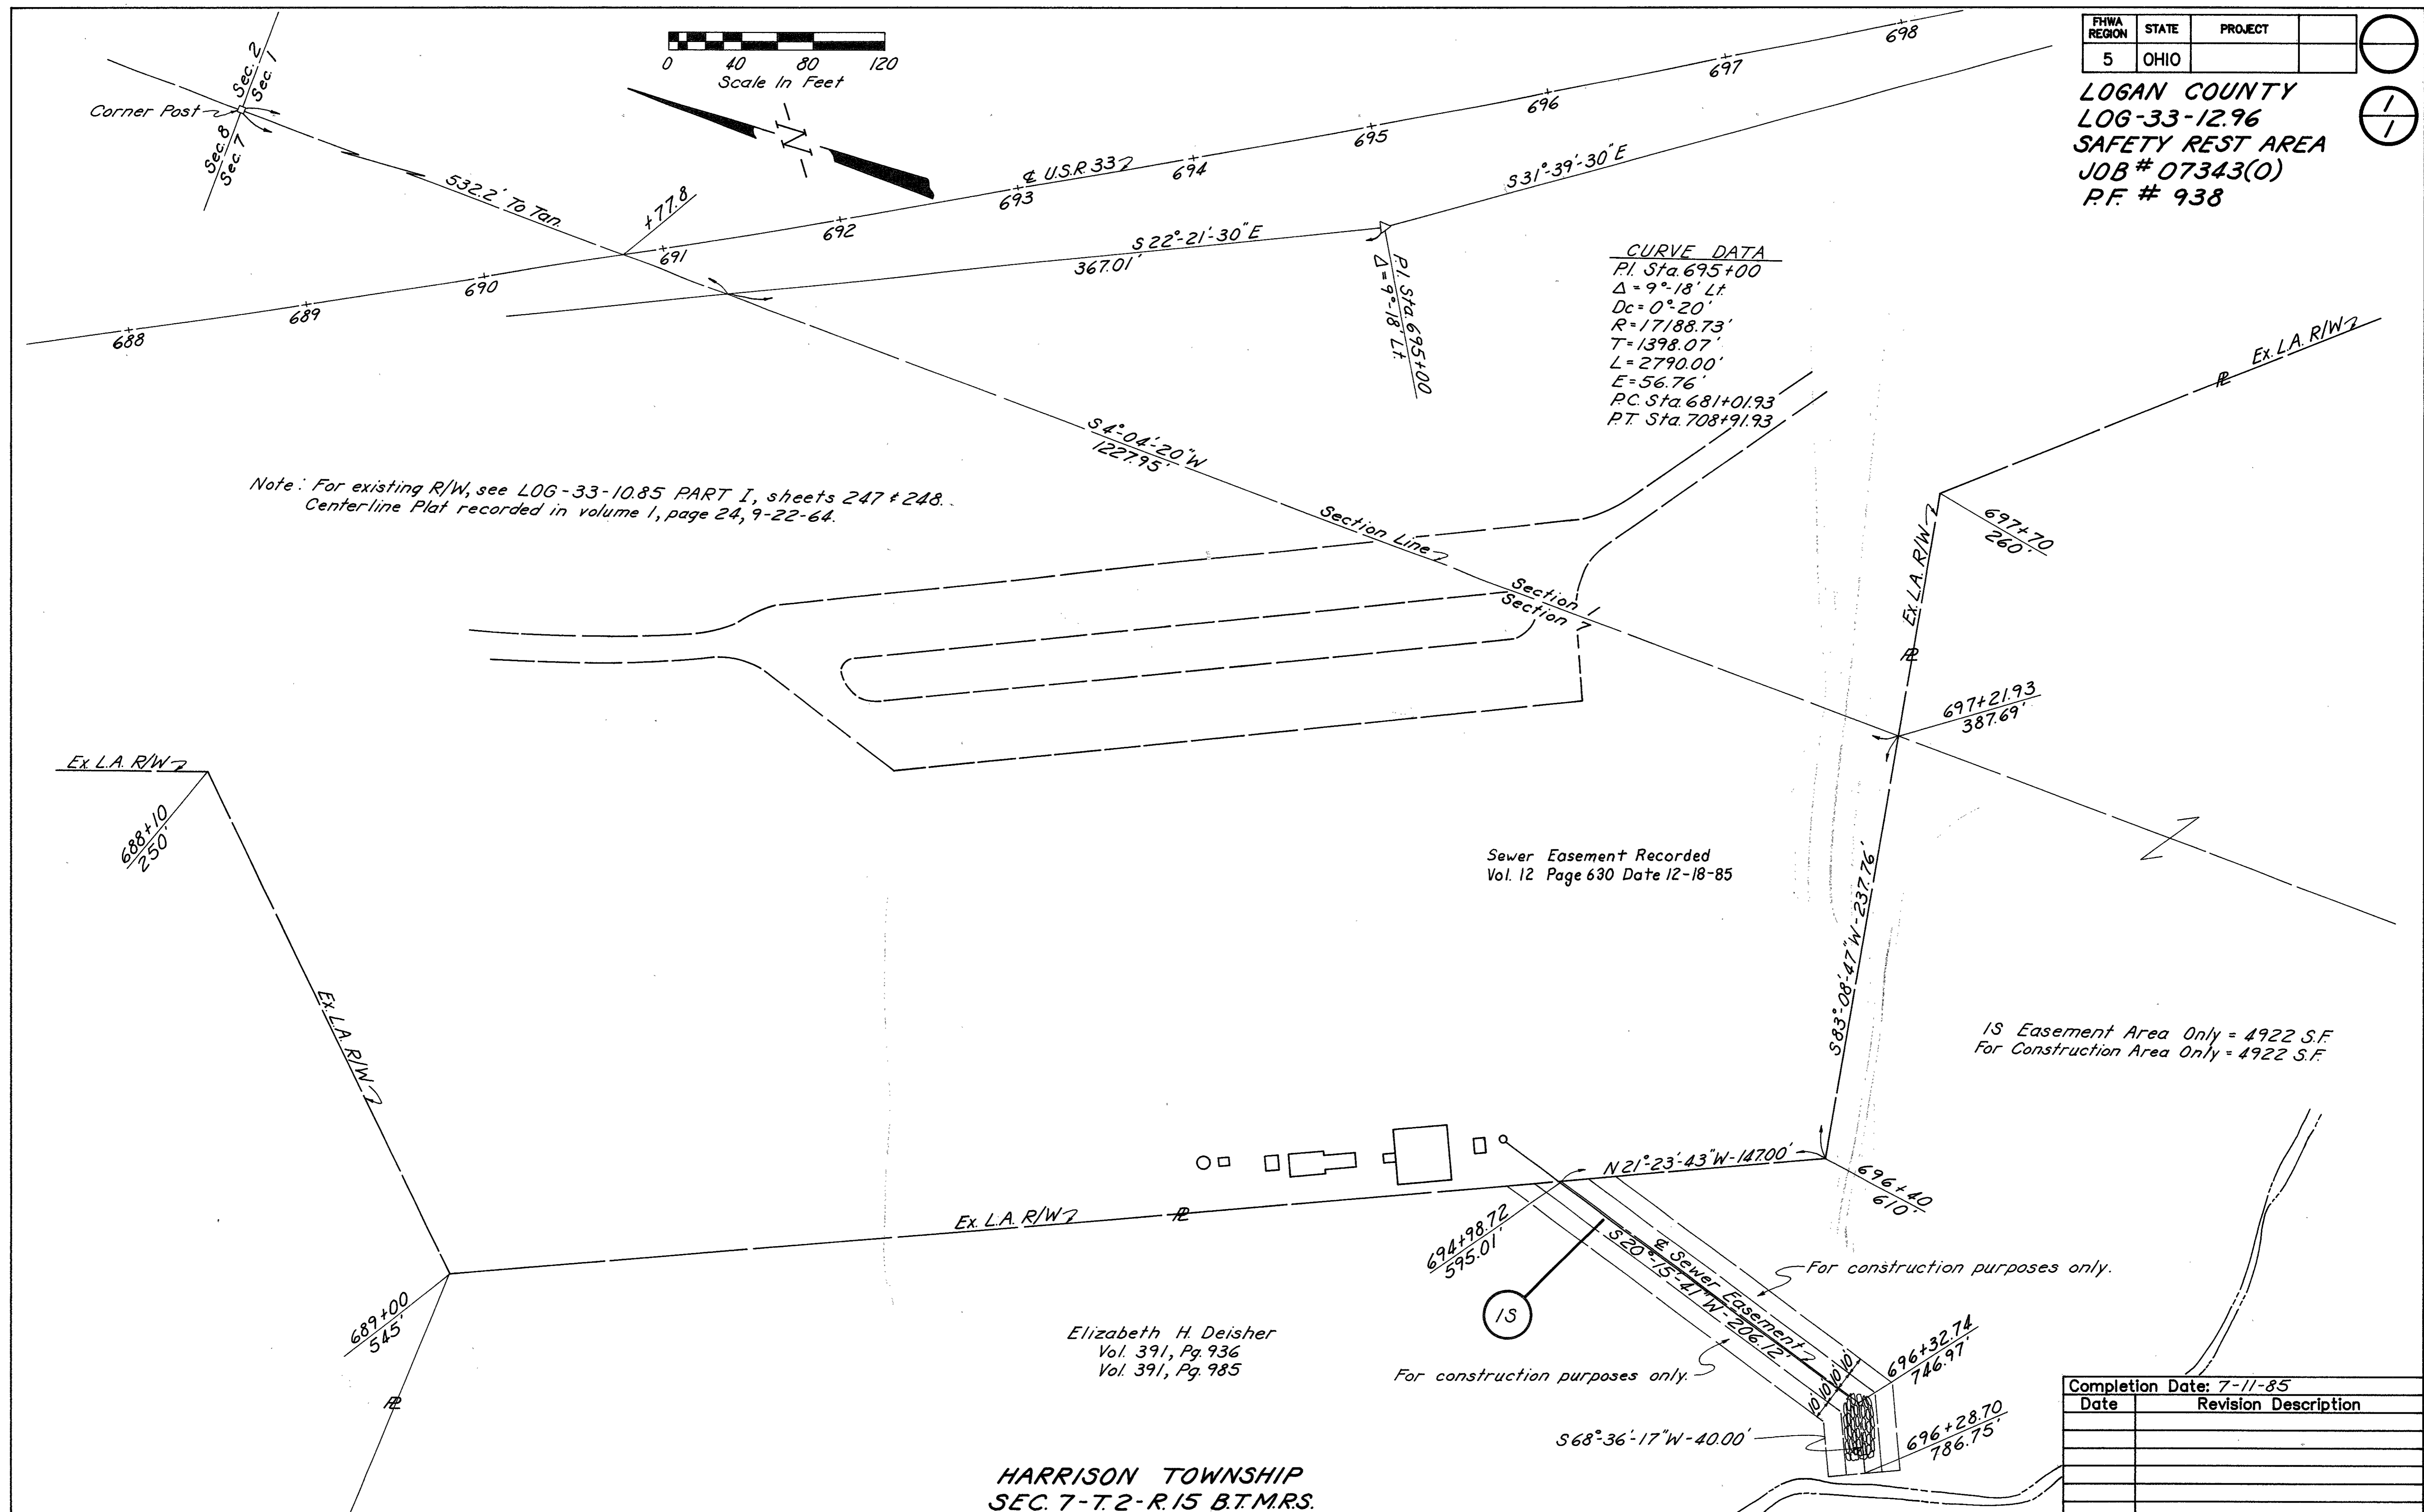 FHWA REGION STATE PROJECT
5 OHIO
LOGAN COUNTY
LOG-33-12.96
SAFETY REST AREA
JOB # 07343(0)
P.F. # 938
1
1
0 40 80 120
Scale In Feet
-N-
Sec. 2
Sec. 1
Corner Post
Sec. 8
Sec. 7
532.2' To Tan.
+77.8
688
689
690
691
692
693
℄ U.S.R. 33
694
695
696
697
698
S 22°-21'-30" E
367.01'
S 31°-39'-30" E
P.I. Sta. 695+00
Δ = 9°-18' Lt.
CURVE DATA
P.I. Sta. 695+00
Δ = 9°-18' Lt.
Dc = 0°-20'
R = 17188.73'
T = 1398.07'
L = 2790.00'
E = 56.76'
P.C. Sta. 681+01.93
P.T. Sta. 708+91.93
Ex. L.A. R/W
PL
S 4°-04'-20" W
1227.95'
Note: For existing R/W, see LOG-33-10.85 PART I, sheets 247 & 248.
Centerline Plat recorded in volume 1, page 24, 9-22-64.
Section Line
Section 1
Section 7
697+70
260'
Ex. L.A. R/W
PL
697+21.93
387.69'
Ex. L.A. R/W
688+10
250'
Sewer Easement Recorded
Vol. 12 Page 630 Date 12-18-85
S 83°-08'-47" W - 237.76'
Ex. L.A. R/W
1S Easement Area Only = 4922 S.F.
For Construction Area Only = 4922 S.F.
N 21°-23'-43" W - 147.00'
696+40
610'
Ex. L.A. R/W
PL
694+98.72
595.01'
1S
℄ Sewer Easement
S 20°-15'-41" W - 206.12'
For construction purposes only.
689+00
545'
PL
Elizabeth H. Deisher
Vol. 391, Pg. 936
Vol. 391, Pg. 985
For construction purposes only.
10' 10' 10' 10'
696+32.74
746.97'
696+28.70
786.75'
S 68°-36'-17" W - 40.00'
Completion Date: 7-11-85
Date Revision Description
HARRISON TOWNSHIP
SEC. 7 - T. 2 - R. 15 B.T.M.R.S.